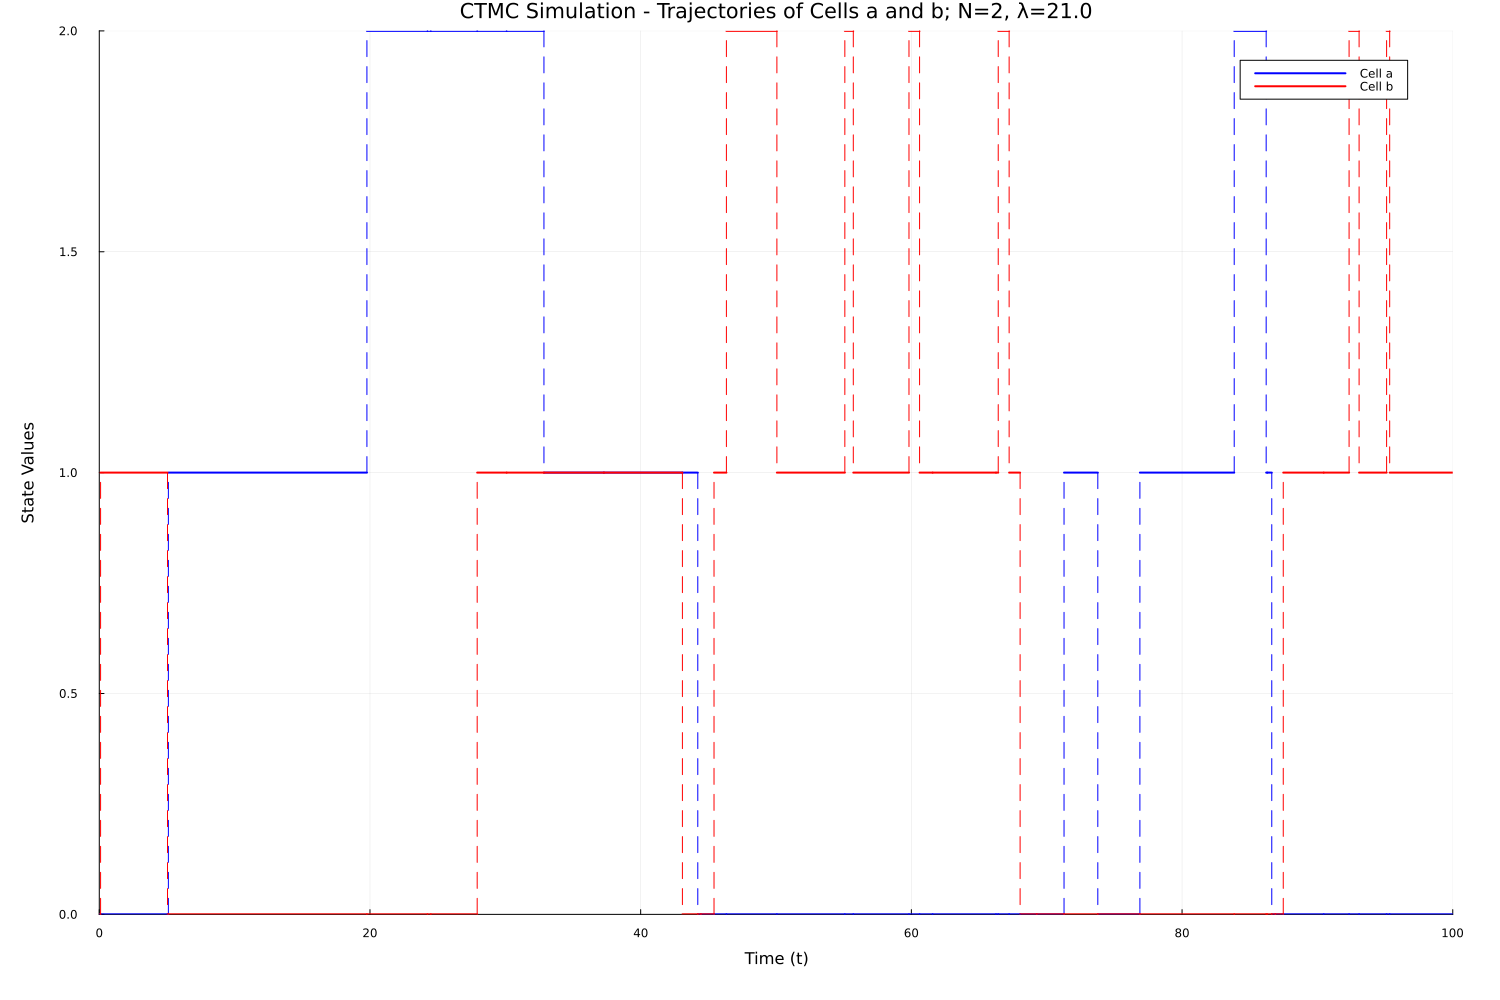 CTMC Simulation - Trajectories of Cells a and b; N=2, λ=21.0
2.0
Cell a
Cell b
1.5
1.0
State Values
0.5
0.0
0 20 40 60 80 100
Time (t)